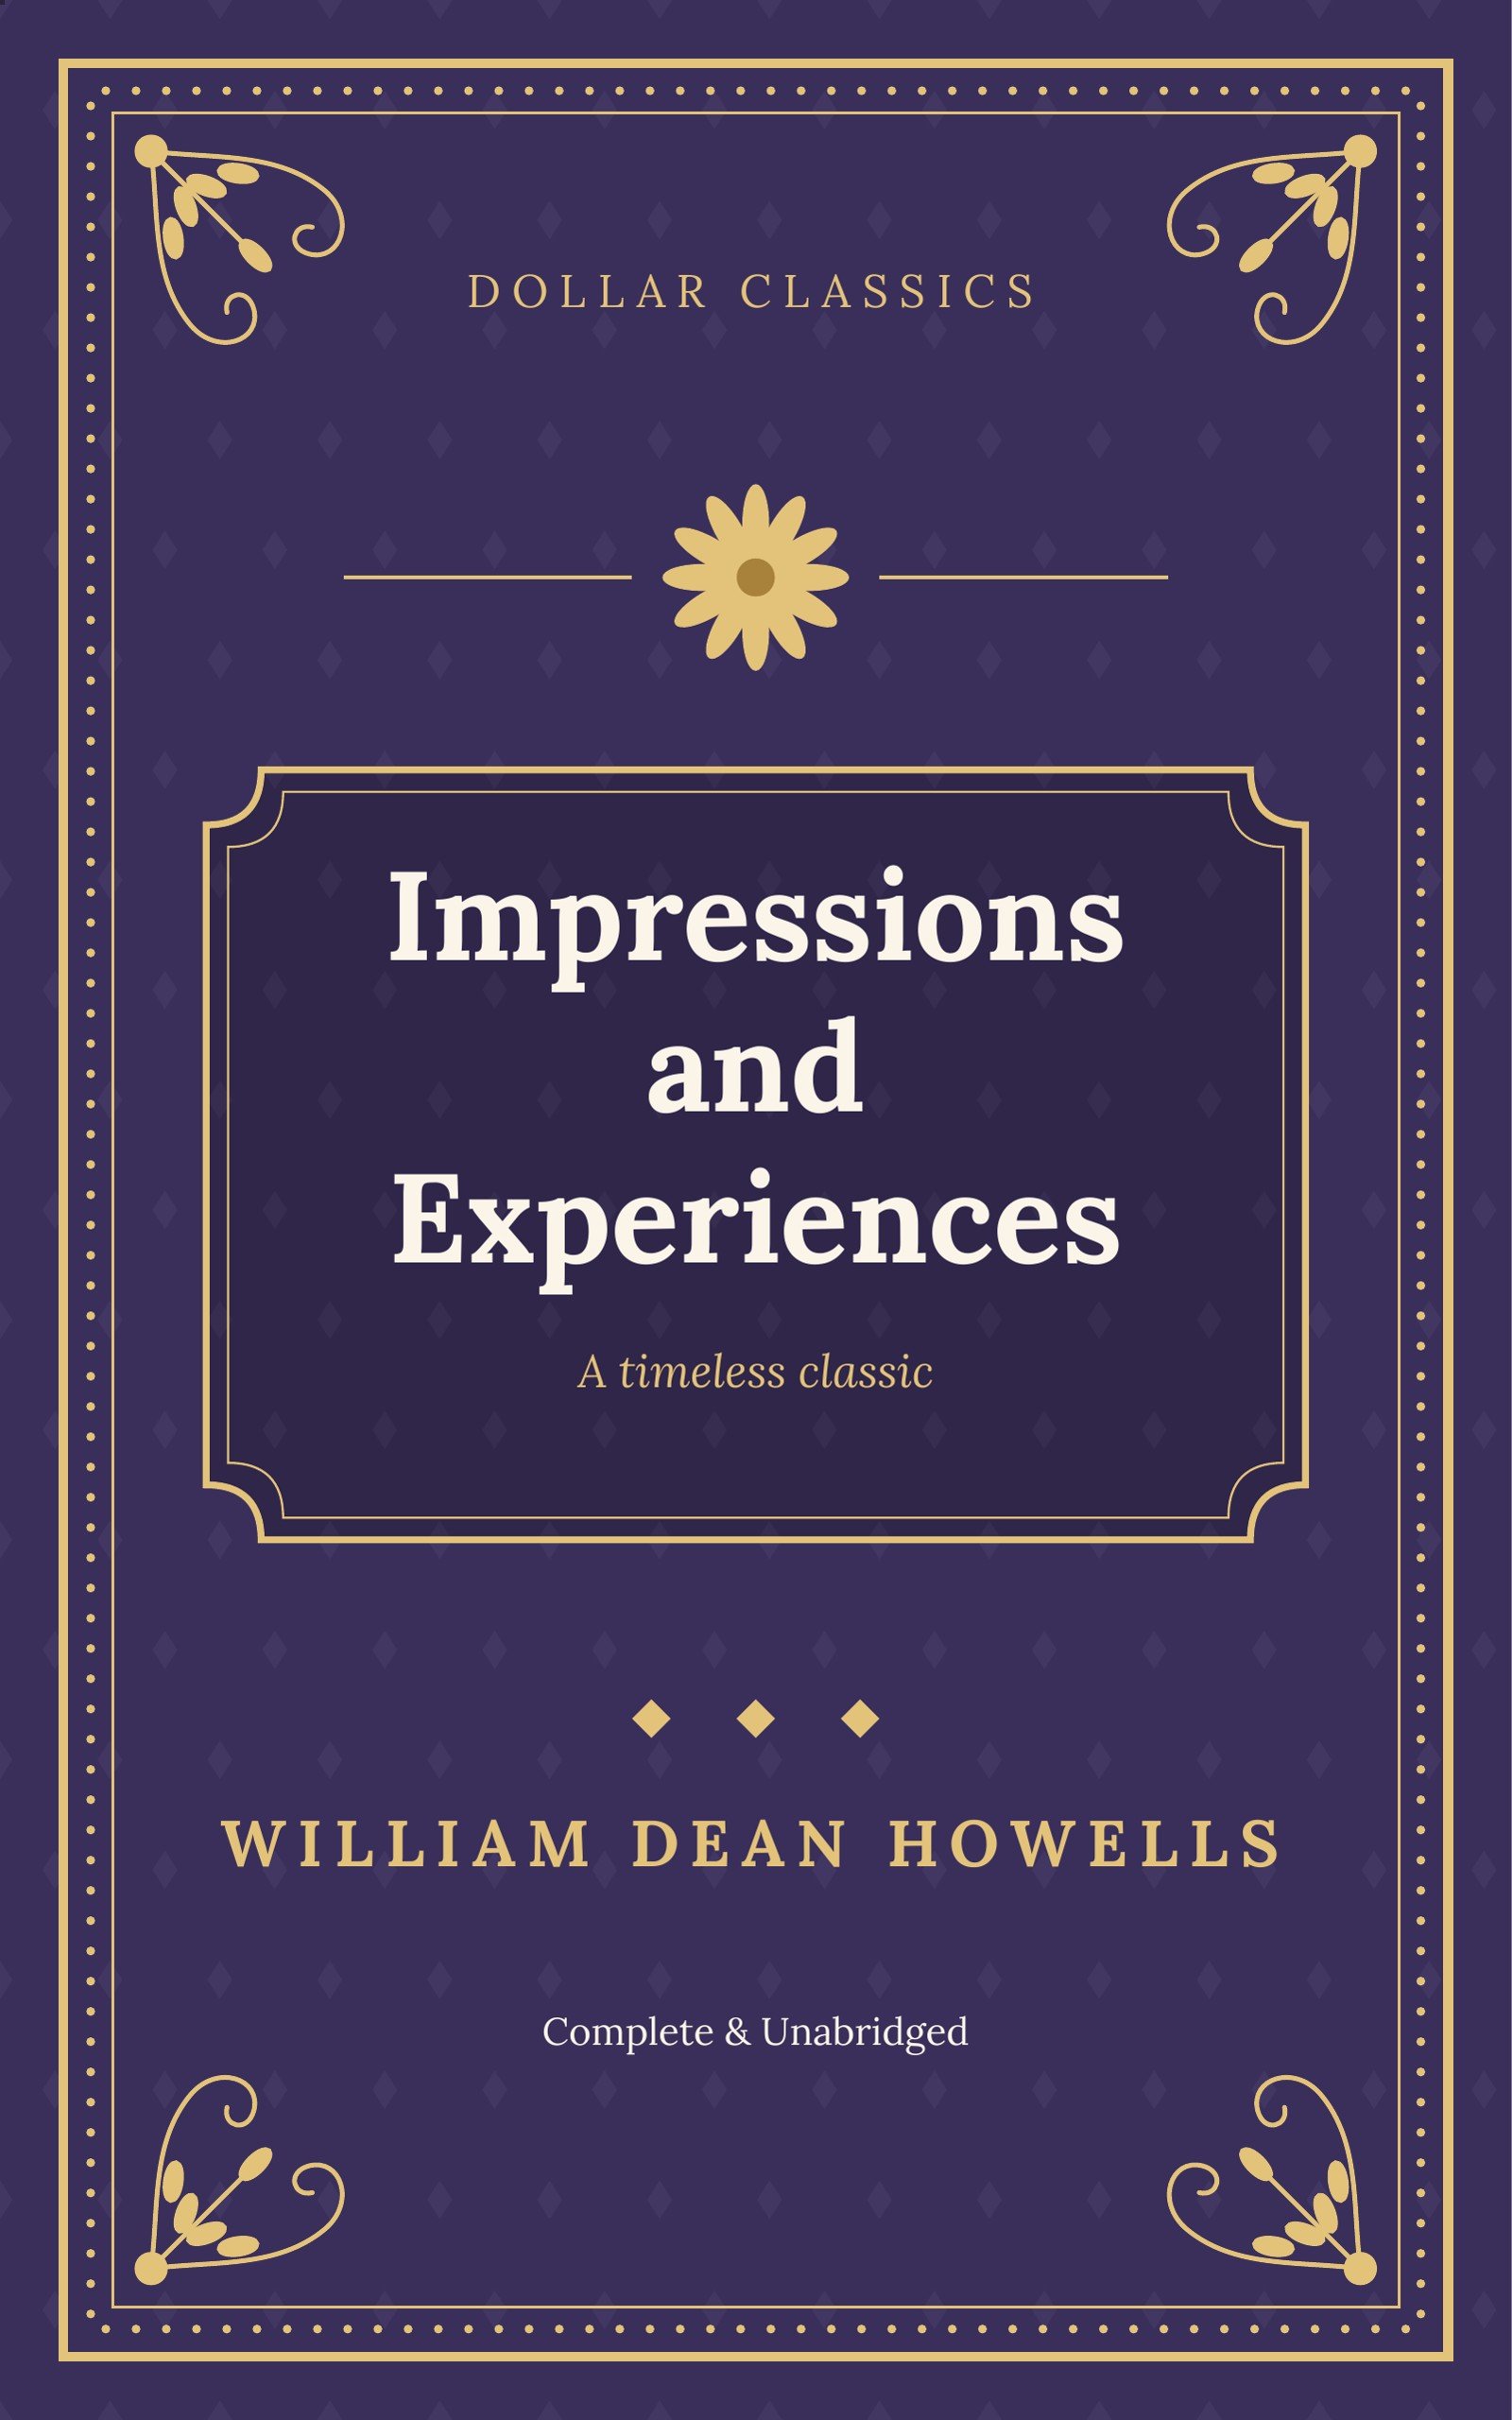 DOLLAR CLASSICS
Impressions
and
Experiences
A timeless classic
WILLIAM DEAN HOWELLS
Complete & Unabridged